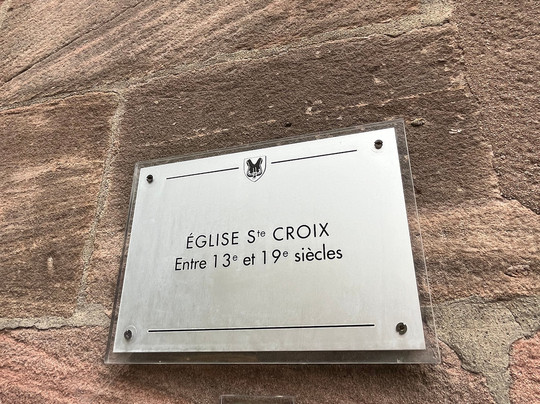 ÉGLISE Sᵗᵉ CROIX
Entre 13ᵉ et 19ᵉ siècles